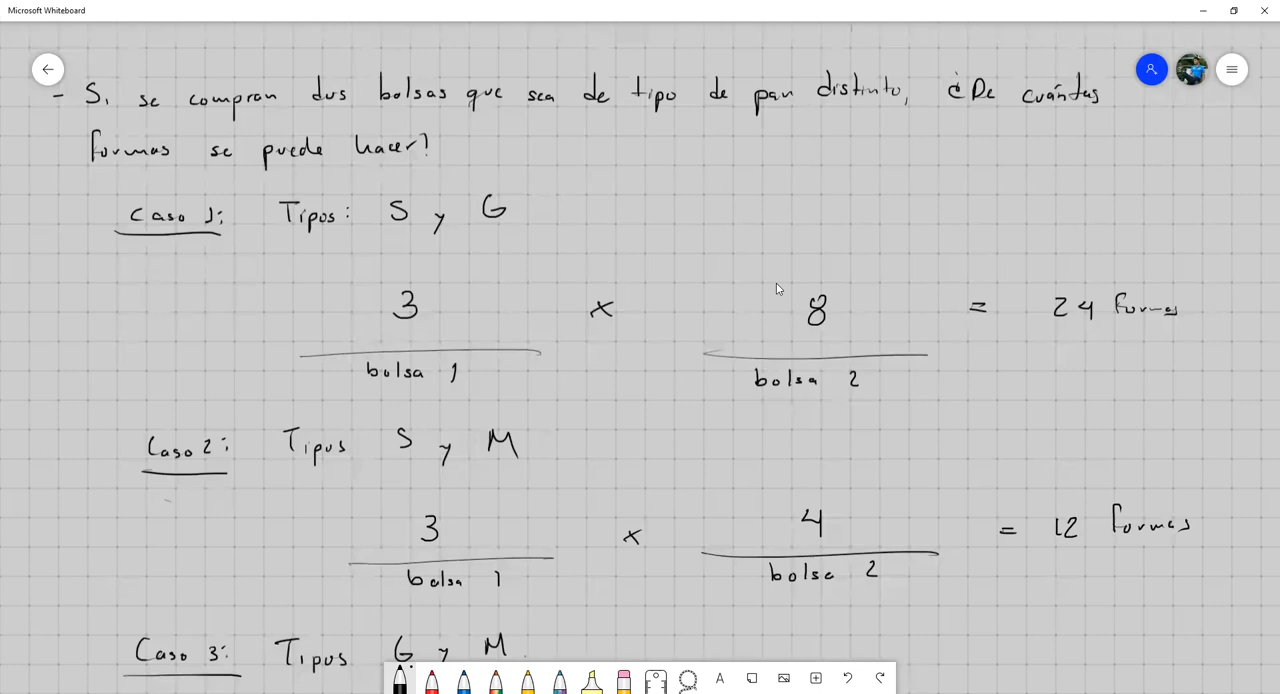 Microsoft Whiteboard
- Si se compran dos bolsas que sea de tipo de pan distinto, ¿De cuántas
formas se puede hacer?
Caso 1: Tipos: S y G
3 x 8 = 24 formas
bolsa 1 bolsa 2
Caso 2: Tipos S y M
3 x 4 = 12 formas
bolsa 1 bolsa 2
Caso 3: Tipos G y M